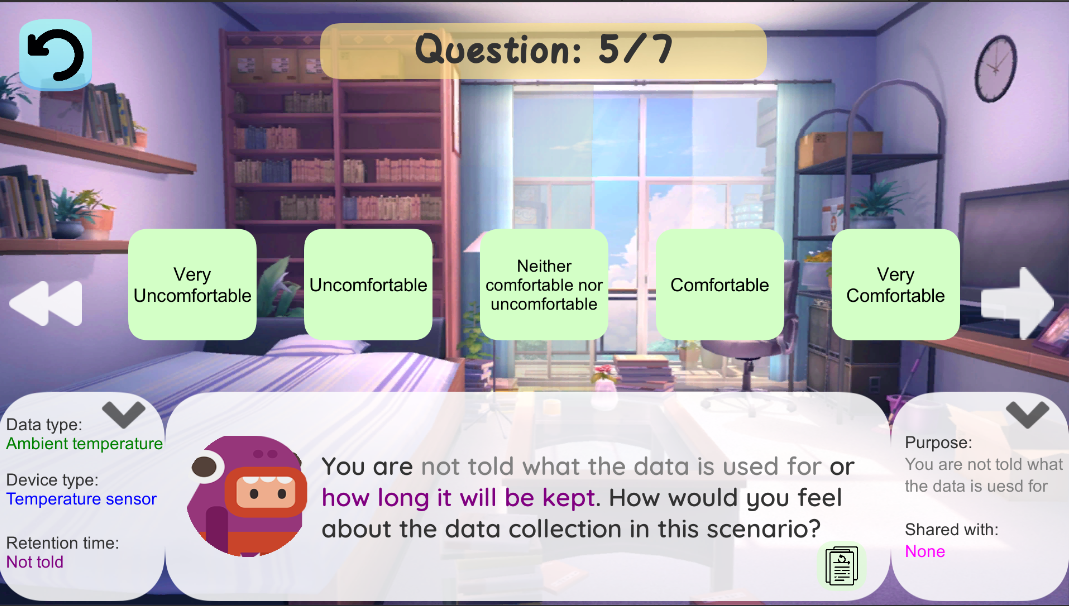 Question: 5/7
Very
Uncomfortable
Uncomfortable
Neither
comfortable nor
uncomfortable
Comfortable
Very
Comfortable
Data type:
Ambient temperature
Device type:
Temperature sensor
Retention time:
Not told
You are not told what the data is used for or
how long it will be kept. How would you feel
about the data collection in this scenario?
Purpose:
You are not told what
the data is uesd for
Shared with:
None